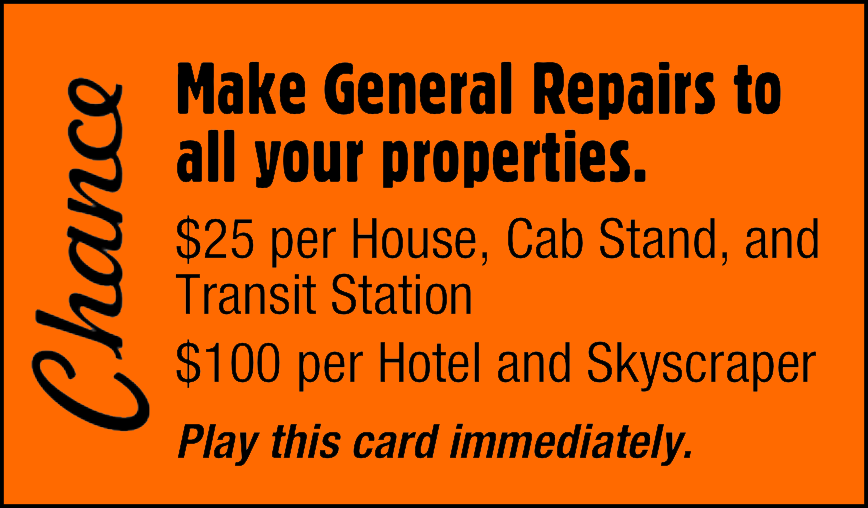 Chance
Make General Repairs to
all your properties.
$25 per House, Cab Stand, and
Transit Station
$100 per Hotel and Skyscraper
Play this card immediately.